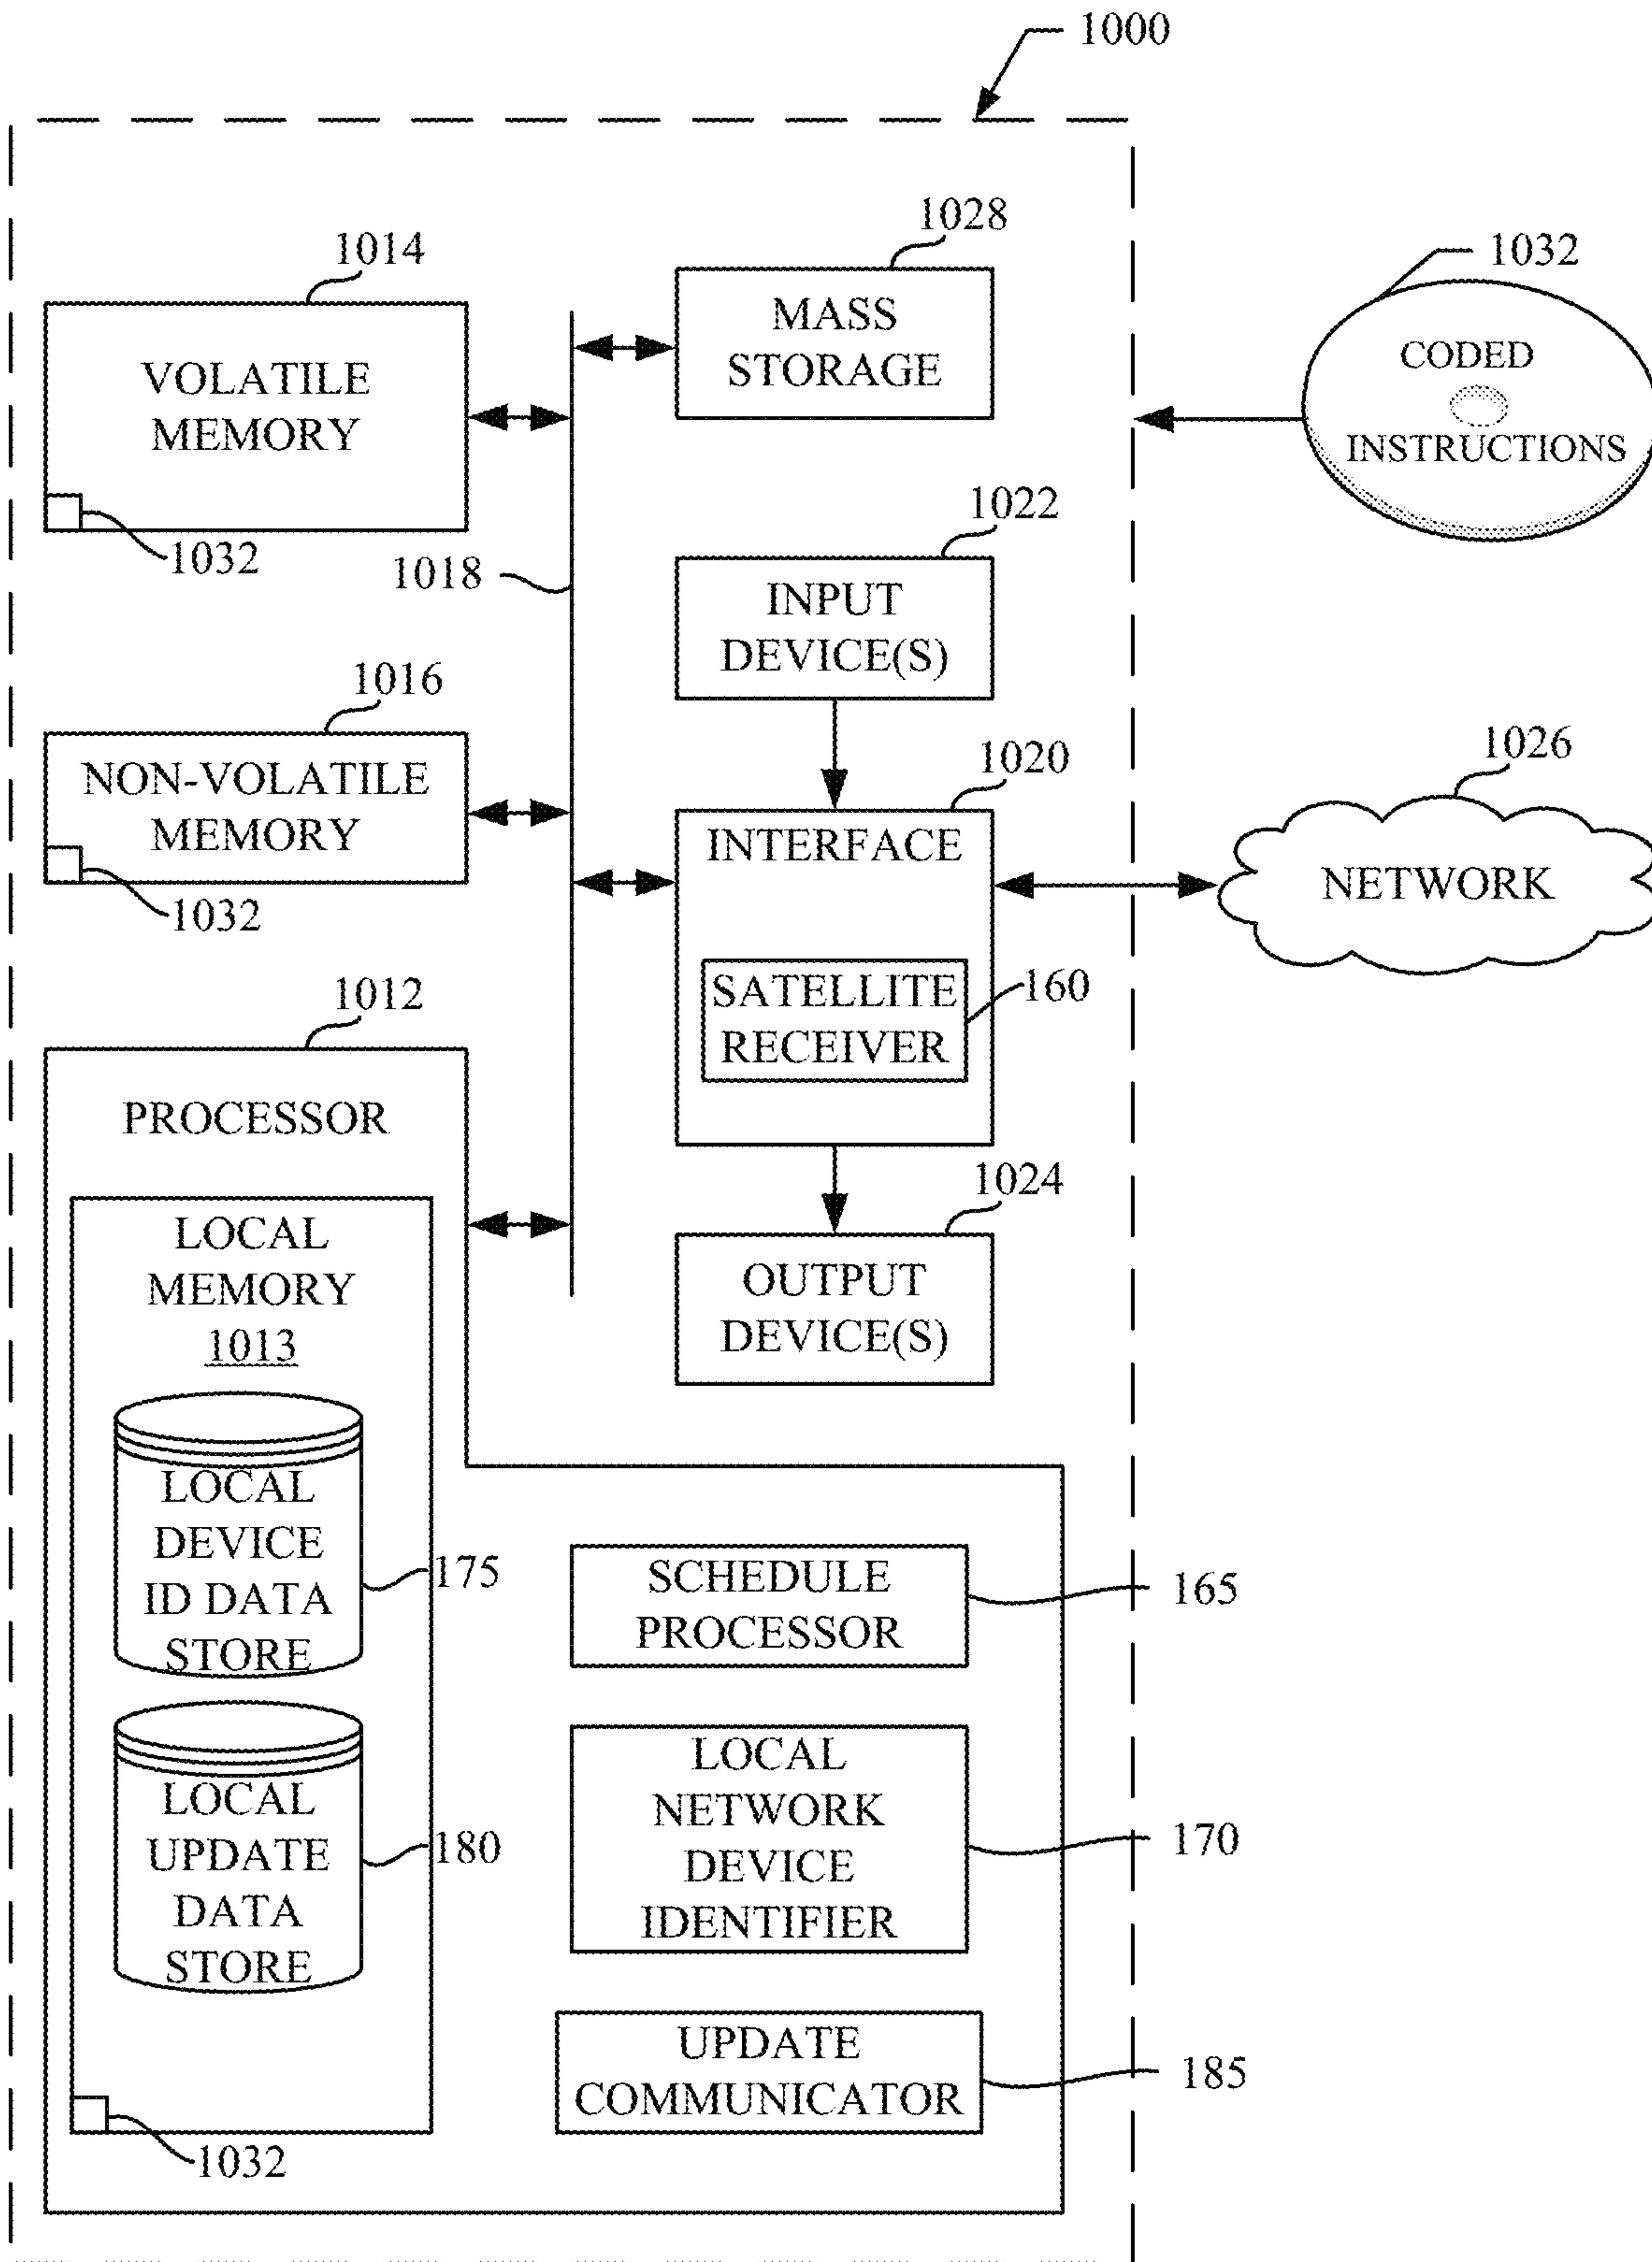 1000
1028
MASS
STORAGE
1014
VOLATILE
MEMORY
1032
1032
CODED
INSTRUCTIONS
1018
1022
INPUT
DEVICE(S)
1016
NON-VOLATILE
MEMORY
1032
1020
INTERFACE
SATELLITE
RECEIVER
160
1026
NETWORK
1024
OUTPUT
DEVICE(S)
1012
PROCESSOR
LOCAL
MEMORY
1013
LOCAL
DEVICE
ID DATA
STORE
175
LOCAL
UPDATE
DATA
STORE
180
1032
SCHEDULE
PROCESSOR
165
LOCAL
NETWORK
DEVICE
IDENTIFIER
170
UPDATE
COMMUNICATOR
185